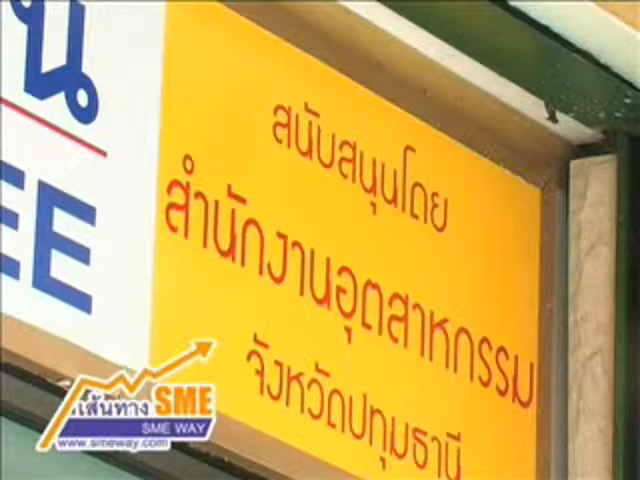 น
EE
สนับสนุนโดย
สำนักงานอุตสาหกรรม
จังหวัดปทุมธานี
เส้นทาง SME
SME WAY
www.smeway.com